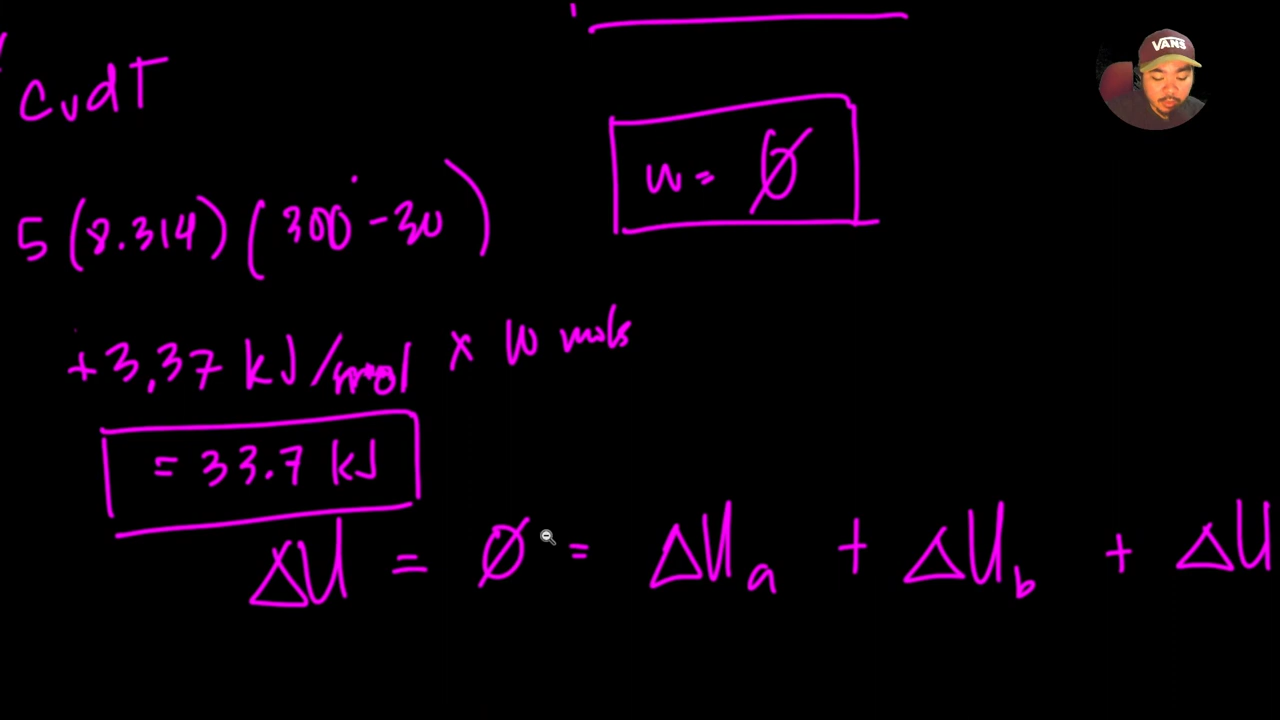 VANS
CvdT
w = Ø
5 (8.314) (300 - 30)
+3.37 kJ/mol × 10 mols
= 33.7 kJ
ΔU = Ø = ΔUa + ΔUb + ΔU